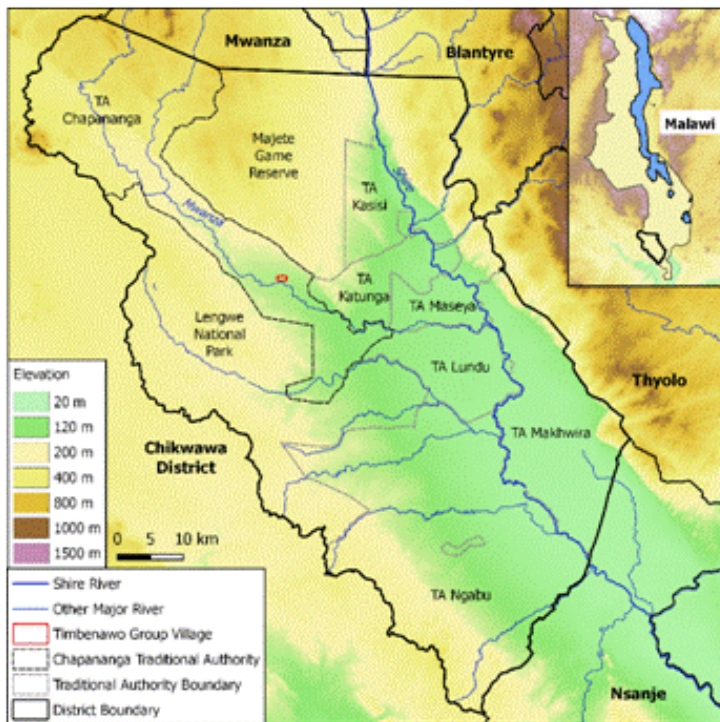 Mwanza
Blantyre
Malawi
TA
Chapananga
Majete
Game
Reserve
Shire
TA
Kasisi
Mwanza
TA
Katunga
TA Maseya
Lengwe
National
Park
TA Lundu
Thyolo
TA Makhwira
Chikwawa
District
TA Ngabu
Nsanje
Elevation
20 m
120 m
200 m
400 m
800 m
1000 m
1500 m
0 5 10 km
Shire River
Other Major River
Timbenawo Group Village
Chapananga Traditional Authority
Traditional Authority Boundary
District Boundary